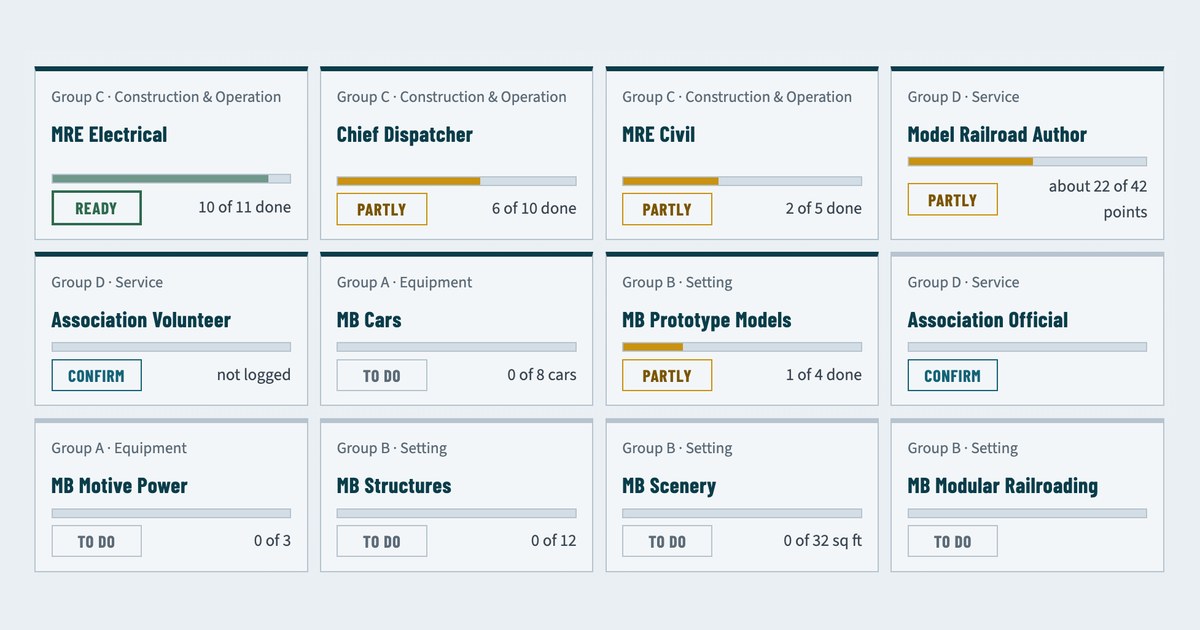 Group C · Construction & Operation
MRE Electrical
READY
10 of 11 done
Group C · Construction & Operation
Chief Dispatcher
PARTLY
6 of 10 done
Group C · Construction & Operation
MRE Civil
PARTLY
2 of 5 done
Group D · Service
Model Railroad Author
PARTLY
about 22 of 42
points
Group D · Service
Association Volunteer
CONFIRM
not logged
Group A · Equipment
MB Cars
TO DO
0 of 8 cars
Group B · Setting
MB Prototype Models
PARTLY
1 of 4 done
Group D · Service
Association Official
CONFIRM
Group A · Equipment
MB Motive Power
TO DO
0 of 3
Group B · Setting
MB Structures
TO DO
0 of 12
Group B · Setting
MB Scenery
TO DO
0 of 32 sq ft
Group B · Setting
MB Modular Railroading
TO DO